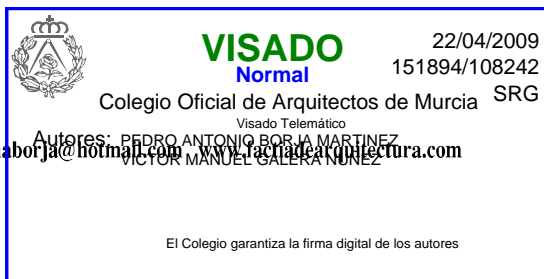 VISADO
Normal
22/04/2009
151894/108242
SRG
Colegio Oficial de Arquitectos de Murcia
Visado Telemático
Autores: PEDRO ANTONIO BORJA MARTINEZ
VICTOR MANUEL GALERA NUÑEZ
aborja@hotmail.com www.factiadearquitectura.com
El Colegio garantiza la firma digital de los autores